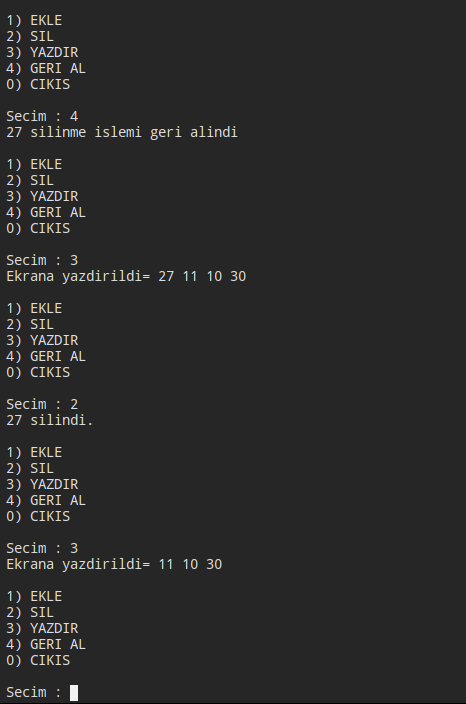 1) EKLE
2) SIL
3) YAZDIR
4) GERI AL
0) CIKIS
Secim : 4
27 silinme islemi geri alindi
1) EKLE
2) SIL
3) YAZDIR
4) GERI AL
0) CIKIS
Secim : 3
Ekrana yazdirildi= 27 11 10 30
1) EKLE
2) SIL
3) YAZDIR
4) GERI AL
0) CIKIS
Secim : 2
27 silindi.
1) EKLE
2) SIL
3) YAZDIR
4) GERI AL
0) CIKIS
Secim : 3
Ekrana yazdirildi= 11 10 30
1) EKLE
2) SIL
3) YAZDIR
4) GERI AL
0) CIKIS
Secim :